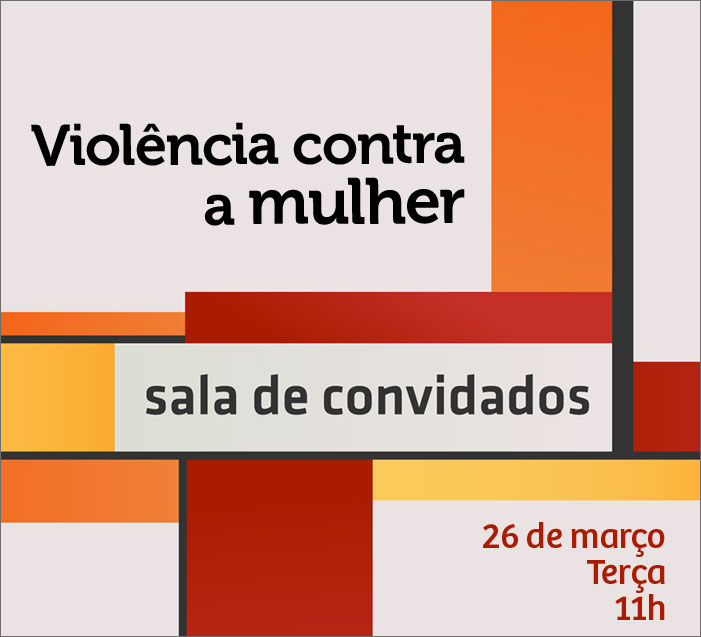 Violência contra
a mulher
sala de convidados
26 de março
Terça
11h